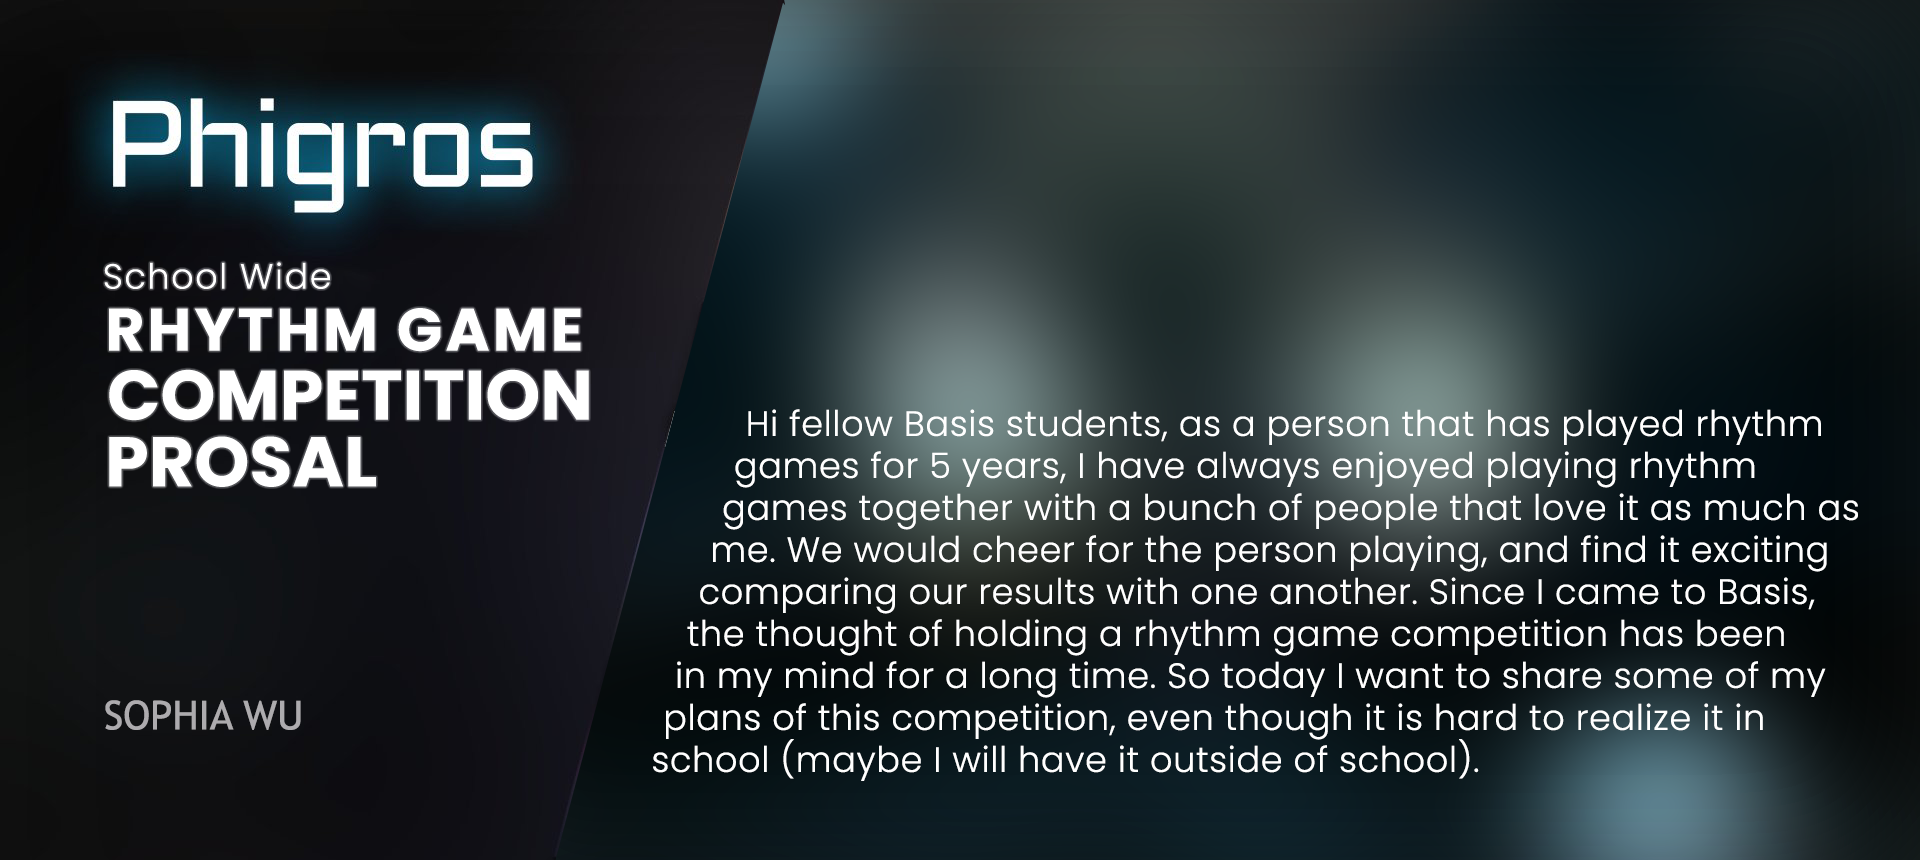 Phigros
School Wide
RHYTHM GAME
COMPETITION
PROSAL
SOPHIA WU
Hi fellow Basis students, as a person that has played rhythm
games for 5 years, I have always enjoyed playing rhythm
games together with a bunch of people that love it as much as
me. We would cheer for the person playing, and find it exciting
comparing our results with one another. Since I came to Basis,
the thought of holding a rhythm game competition has been
in my mind for a long time. So today I want to share some of my
plans of this competition, even though it is hard to realize it in
school (maybe I will have it outside of school).